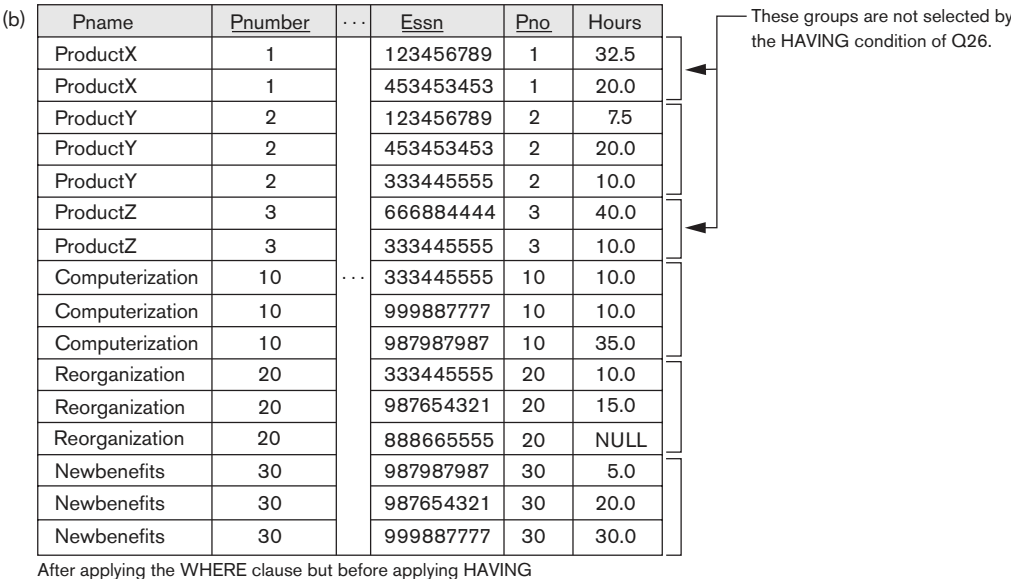 (b) Pname Pnumber ... Essn Pno Hours
These groups are not selected by
the HAVING condition of Q26.
ProductX 1 123456789 1 32.5
ProductX 1 453453453 1 20.0
ProductY 2 123456789 2 7.5
ProductY 2 453453453 2 20.0
ProductY 2 333445555 2 10.0
ProductZ 3 666884444 3 40.0
ProductZ 3 333445555 3 10.0
Computerization 10 ... 333445555 10 10.0
Computerization 10 999887777 10 10.0
Computerization 10 987987987 10 35.0
Reorganization 20 333445555 20 10.0
Reorganization 20 987654321 20 15.0
Reorganization 20 888665555 20 NULL
Newbenefits 30 987987987 30 5.0
Newbenefits 30 987654321 30 20.0
Newbenefits 30 999887777 30 30.0
After applying the WHERE clause but before applying HAVING